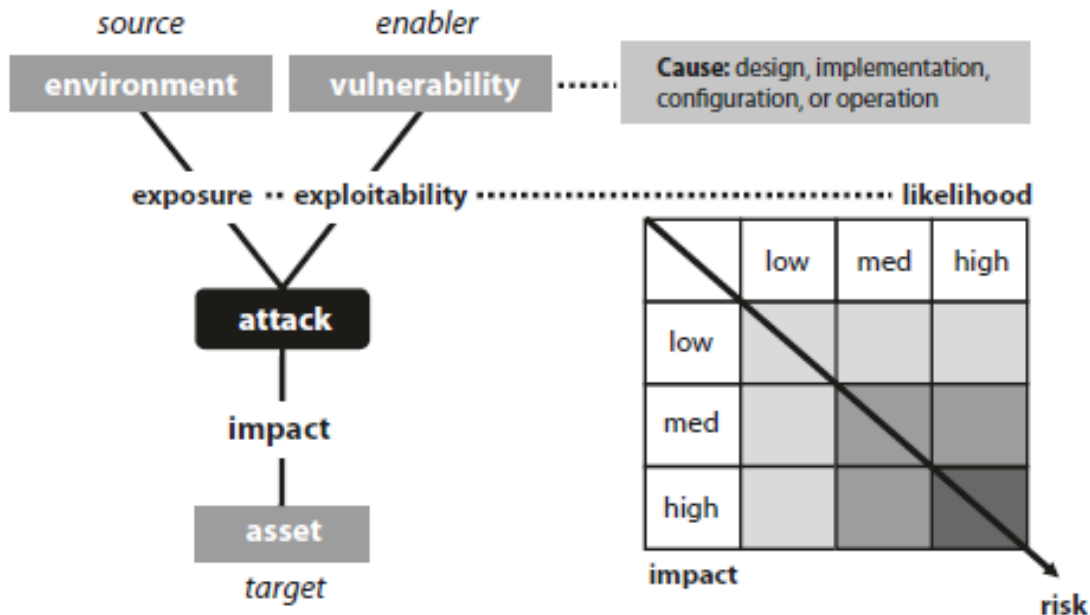 source
enabler
environment
vulnerability
Cause: design, implementation,
configuration, or operation
exposure
exploitability
likelihood
low
med
high
attack
low
impact
med
high
asset
target
impact
risk